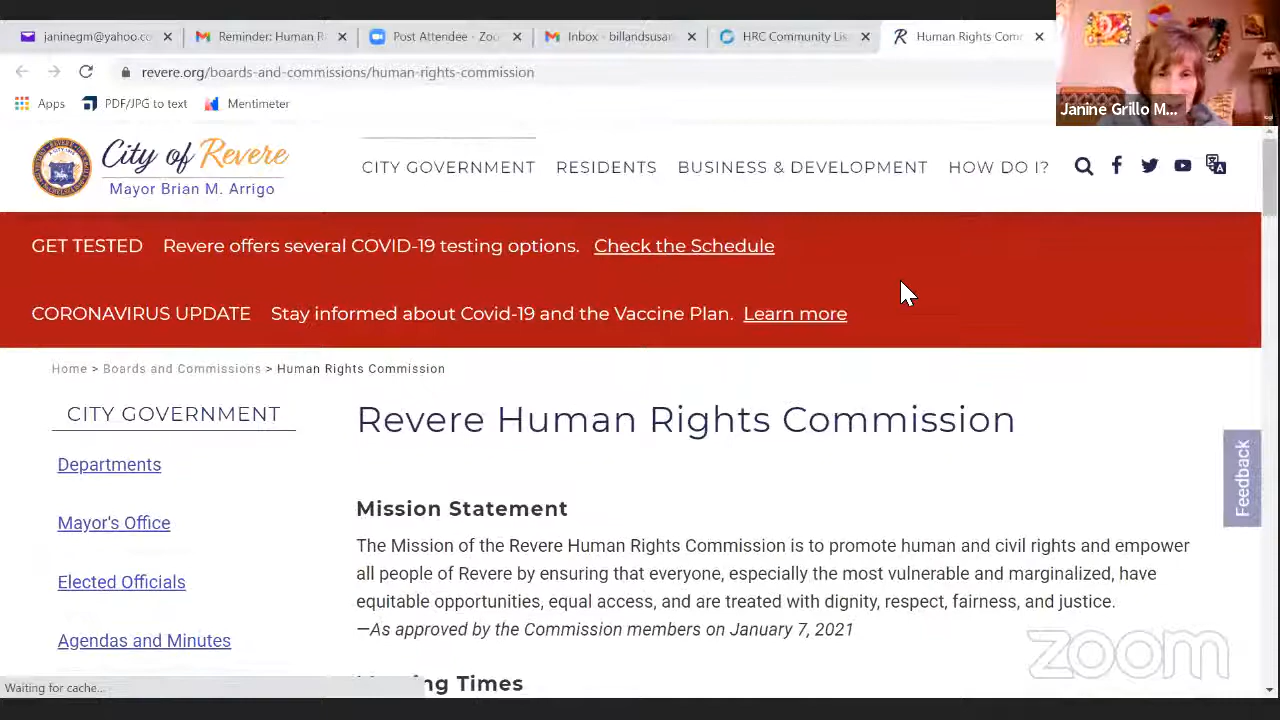 janinegm@yahoo.co
Reminder: Human R
Post Attendee - Zoo
Inbox - billandsusan
HRC Community Lis
Human Rights Com
revere.org/boards-and-commissions/human-rights-commission
Apps
PDF/JPG to text
Mentimeter
Janine Grillo M...
City of Revere
Mayor Brian M. Arrigo
CITY GOVERNMENT
RESIDENTS
BUSINESS & DEVELOPMENT
HOW DO I?
GET TESTED Revere offers several COVID-19 testing options. Check the Schedule
CORONAVIRUS UPDATE Stay informed about Covid-19 and the Vaccine Plan. Learn more
Home > Boards and Commissions > Human Rights Commission
CITY GOVERNMENT
Departments
Mayor's Office
Elected Officials
Agendas and Minutes
Revere Human Rights Commission
Mission Statement
The Mission of the Revere Human Rights Commission is to promote human and civil rights and empower
all people of Revere by ensuring that everyone, especially the most vulnerable and marginalized, have
equitable opportunities, equal access, and are treated with dignity, respect, fairness, and justice.
—As approved by the Commission members on January 7, 2021
Times
Feedback
zoom
Waiting for cache...